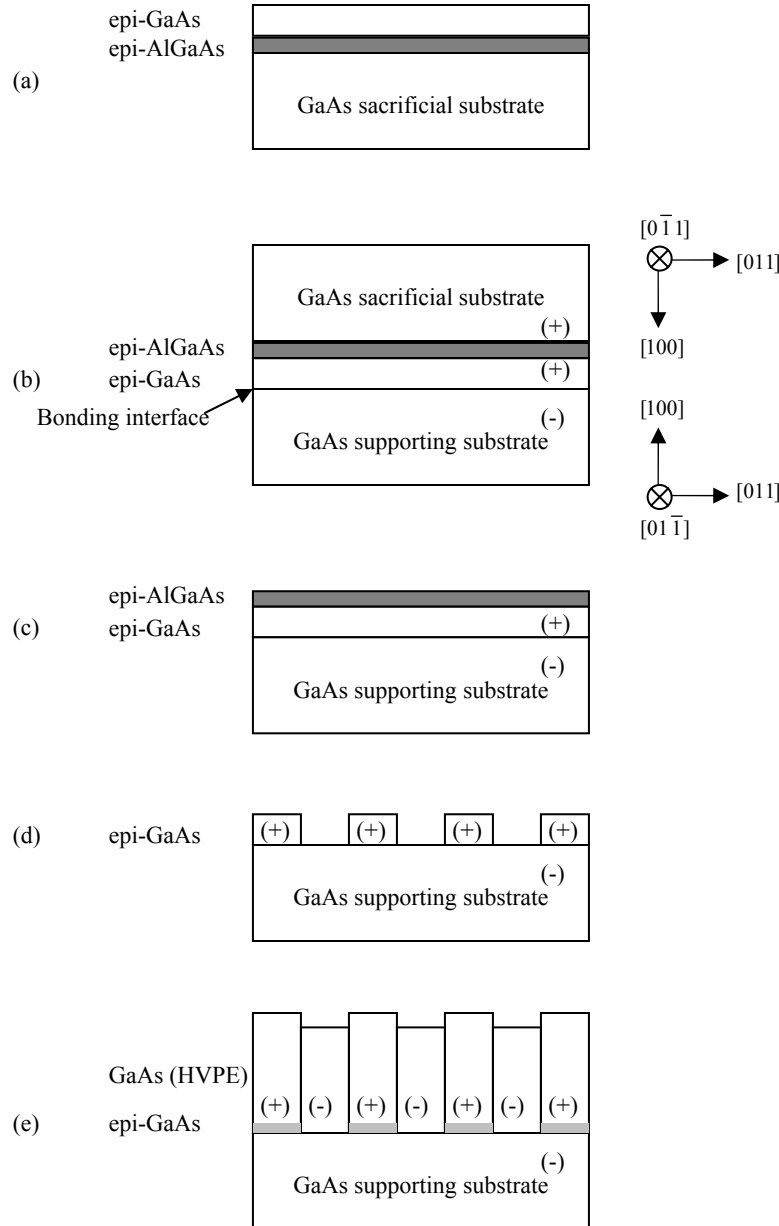 epi-GaAs
epi-AlGaAs
(a)
GaAs sacrificial substrate
[0 1̅ 1]
[011]
GaAs sacrificial substrate
(+)
[100]
epi-AlGaAs
(+)
(b)
epi-GaAs
Bonding interface
(-)
[100]
GaAs supporting substrate
[011]
[01 1̅]
epi-AlGaAs
(c)
epi-GaAs
(+)
(-)
GaAs supporting substrate
(d)
epi-GaAs
(+) (+) (+) (+)
(-)
GaAs supporting substrate
GaAs (HVPE)
(+) (-) (+) (-) (+) (-) (+)
(e)
epi-GaAs
(-)
GaAs supporting substrate